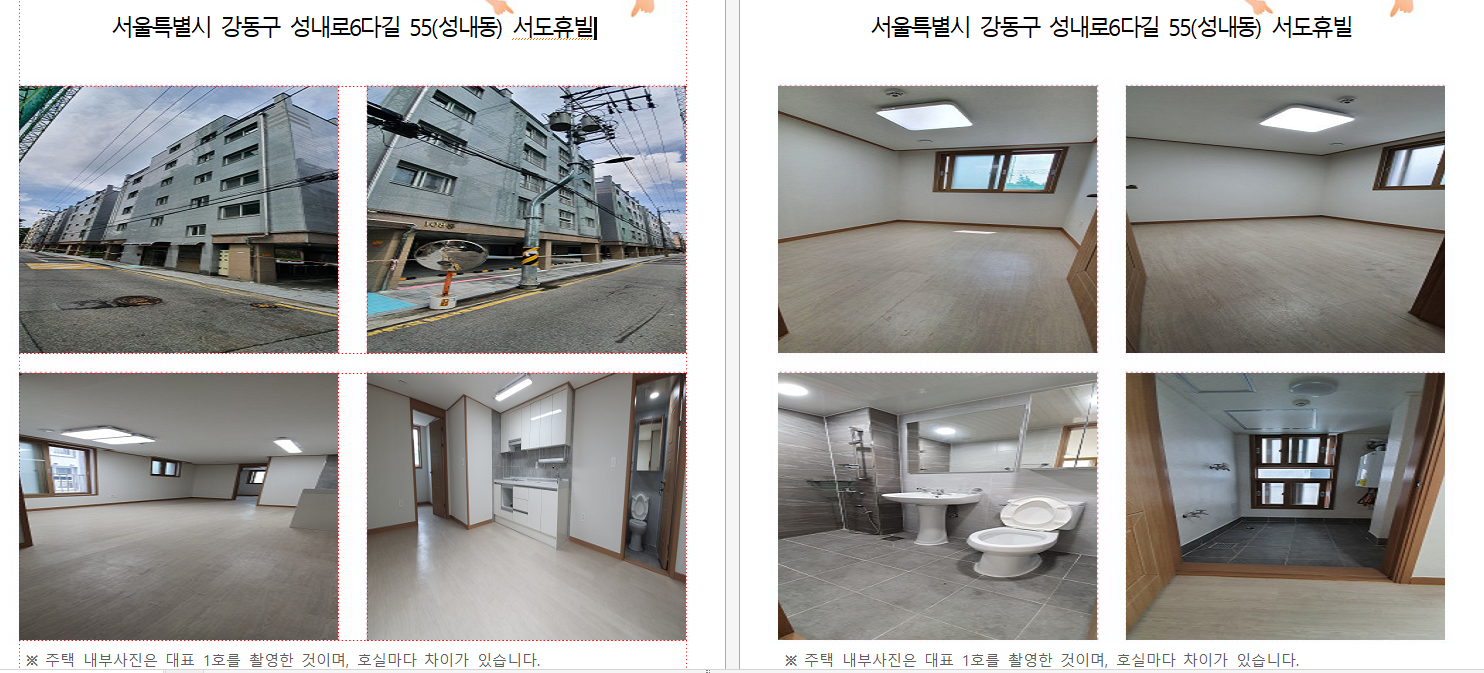 서울특별시 강동구 성내로6다길 55(성내동) 서도휴빌
※ 주택 내부사진은 대표 1호를 촬영한 것이며, 호실마다 차이가 있습니다.
서울특별시 강동구 성내로6다길 55(성내동) 서도휴빌
※ 주택 내부사진은 대표 1호를 촬영한 것이며, 호실마다 차이가 있습니다.